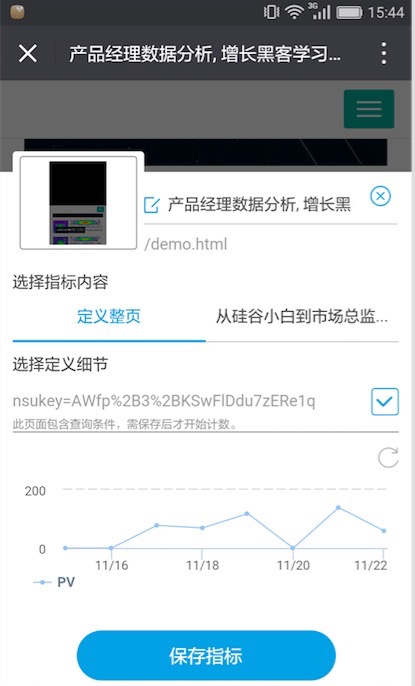 3G 15:44
产品经理数据分析, 增长黑客学习...
产品经理数据分析, 增长黑
/demo.html
选择指标内容
定义整页 从硅谷小白到市场总监...
选择定义细节
nsukey=AWfp%2B3%2BKSwFlDdu7zERe1q
此页面包含查询条件，需保存后才开始计数。
200
0
11/16 11/18 11/20 11/22
PV
保存指标